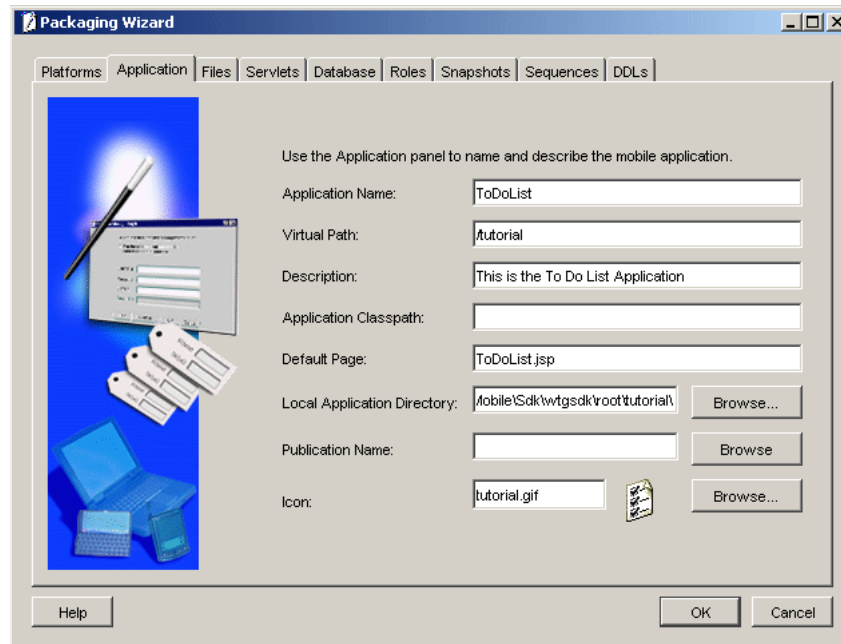 Packaging Wizard
Platforms Application Files Servlets Database Roles Snapshots Sequences DDLs
Use the Application panel to name and describe the mobile application.
Application Name: ToDoList
Virtual Path: /tutorial
Description: This is the To Do List Application
Application Classpath:
Default Page: ToDoList.jsp
Local Application Directory: \Sdk\wtgsdk\root\tutorial\ Browse...
Publication Name: Browse
Icon: tutorial.gif Browse...
Help OK Cancel